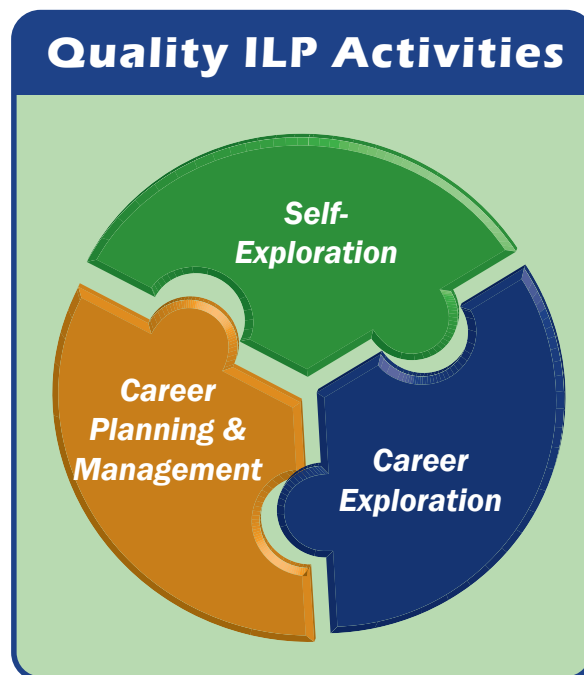 Quality ILP Activities
Self-
Exploration
Career
Planning &
Management
Career
Exploration